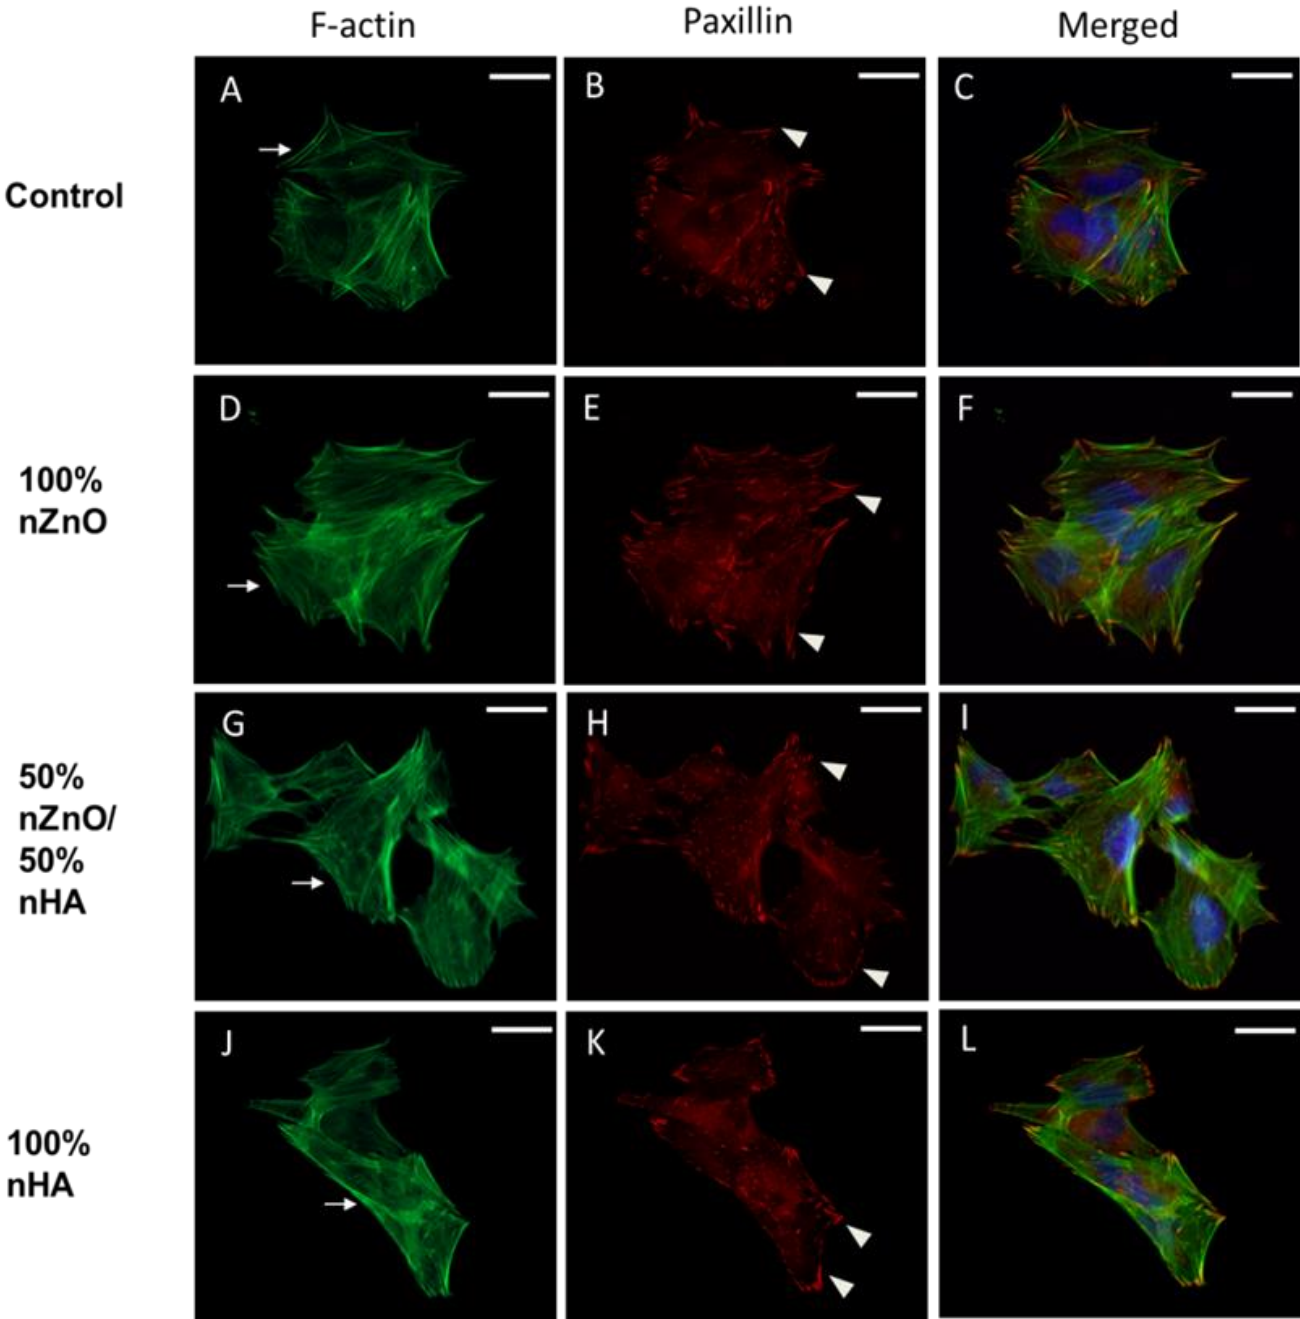 F-actin Paxillin Merged
A B C
Control
D E F
100%
nZnO
G H I
50%
nZnO/
50%
nHA
J K L
100%
nHA